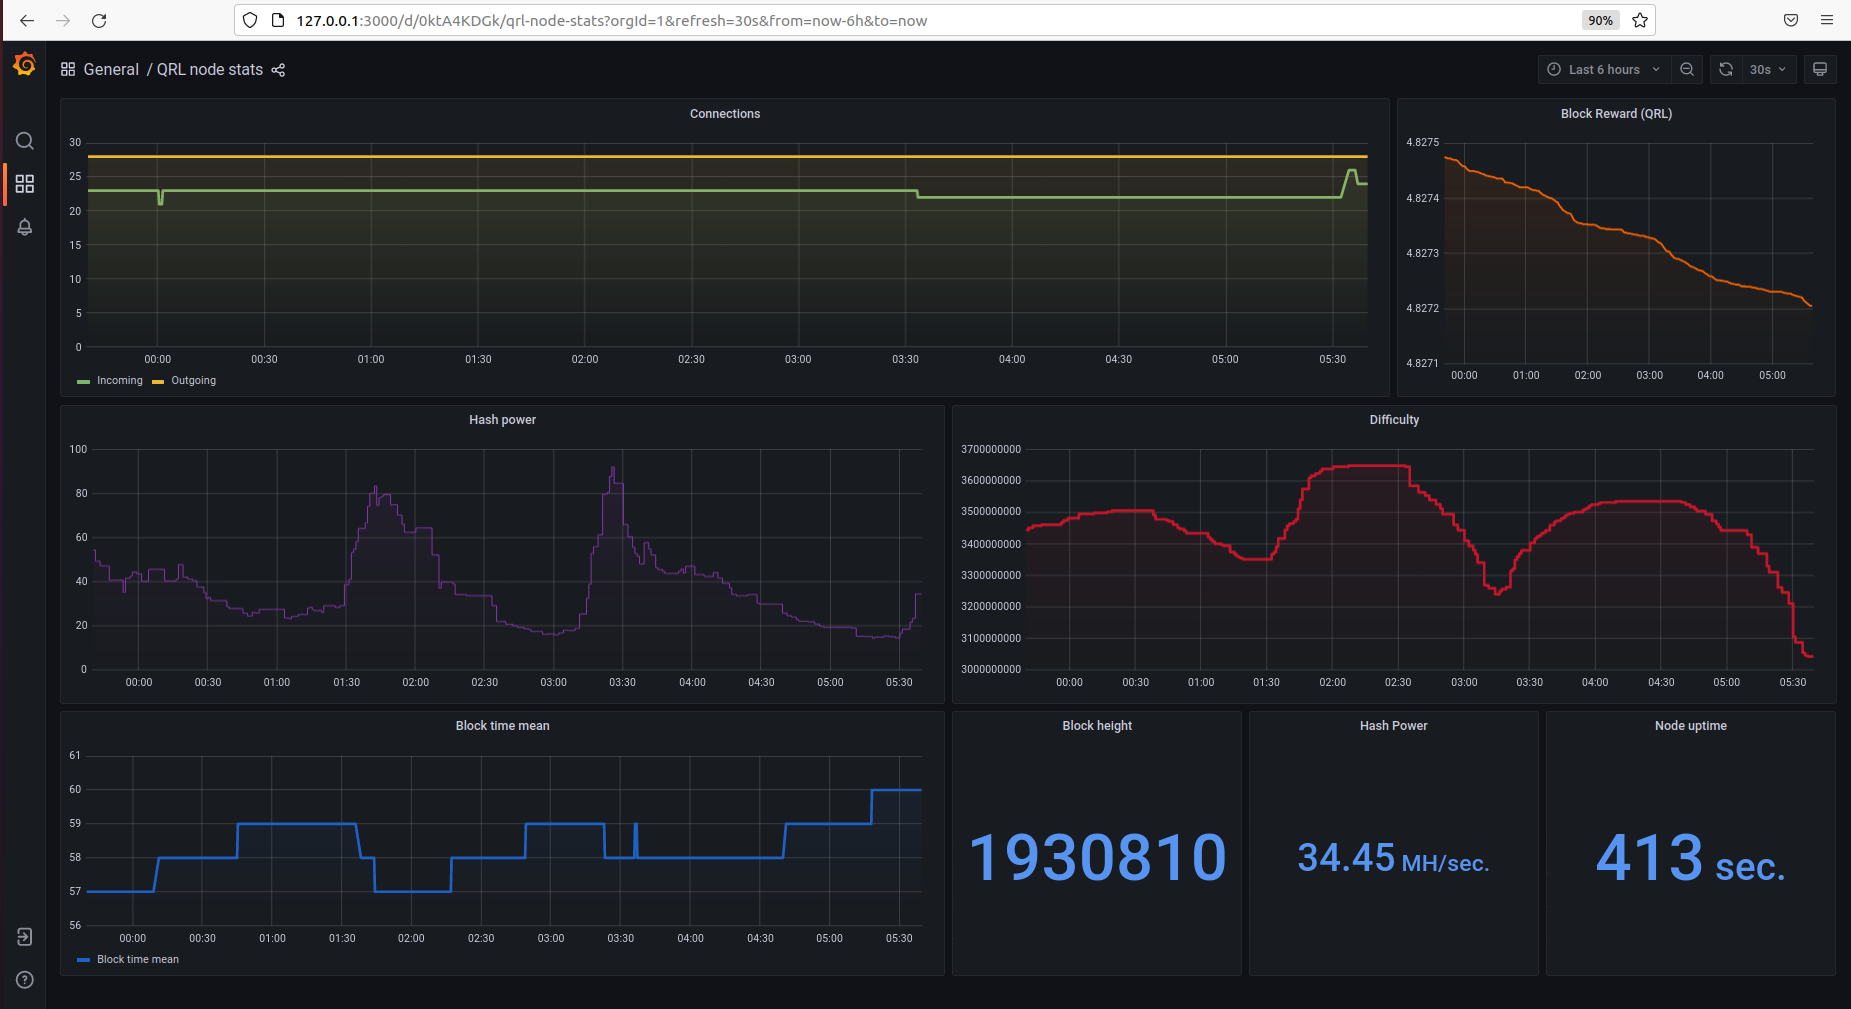 127.0.0.1:3000/d/0ktA4KDGk/qrl-node-stats?orgId=1&refresh=30s&from=now-6h&to=now
90%
General / QRL node stats
Last 6 hours
30s
Connections
30
25
20
15
10
5
0
00:00 00:30 01:00 01:30 02:00 02:30 03:00 03:30 04:00 04:30 05:00 05:30
Incoming Outgoing
Block Reward (QRL)
4.8275
4.8274
4.8273
4.8272
4.8271
00:00 01:00 02:00 03:00 04:00 05:00
Hash power
100
80
60
40
20
0
00:00 00:30 01:00 01:30 02:00 02:30 03:00 03:30 04:00 04:30 05:00 05:30
Difficulty
3700000000
3600000000
3500000000
3400000000
3300000000
3200000000
3100000000
3000000000
00:00 00:30 01:00 01:30 02:00 02:30 03:00 03:30 04:00 04:30 05:00 05:30
Block time mean
61
60
59
58
57
56
00:00 00:30 01:00 01:30 02:00 02:30 03:00 03:30 04:00 04:30 05:00 05:30
Block time mean
Block height
1930810
Hash Power
34.45 MH/sec.
Node uptime
413 sec.